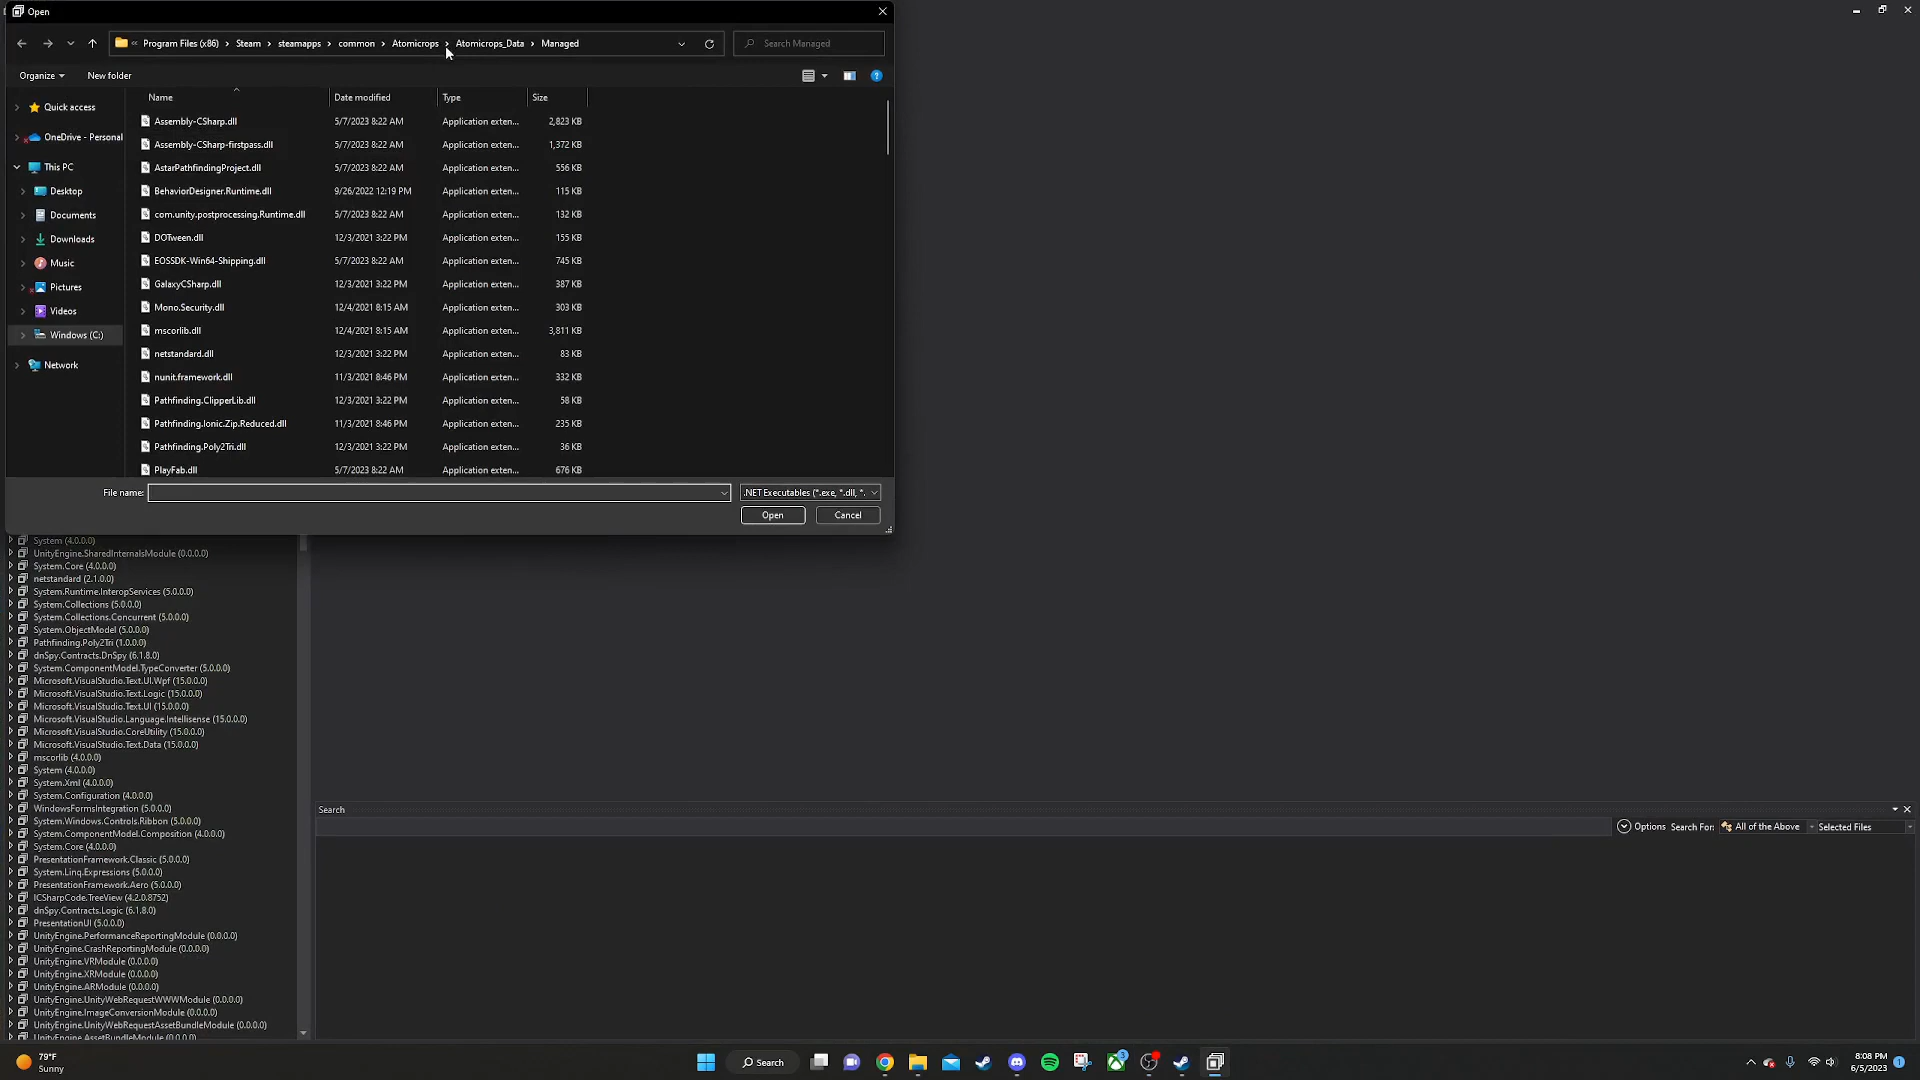 Open
« Program Files (x86) › Steam › steamapps › common › Atomicrops › Atomicrops_Data › Managed
Search Managed
Organize
New folder
Name
Date modified
Type
Size
Quick access
OneDrive - Personal
This PC
Desktop
Documents
Downloads
Music
Pictures
Videos
Windows (C:)
Network
Assembly-CSharp.dll 5/7/2023 8:22 AM Application exten... 2,823 KB
Assembly-CSharp-firstpass.dll 5/7/2023 8:22 AM Application exten... 1,372 KB
AstarPathfindingProject.dll 5/7/2023 8:22 AM Application exten... 556 KB
BehaviorDesigner.Runtime.dll 9/26/2022 12:19 PM Application exten... 115 KB
com.unity.postprocessing.Runtime.dll 5/7/2023 8:22 AM Application exten... 132 KB
DOTween.dll 12/3/2021 3:22 PM Application exten... 155 KB
EOSSDK-Win64-Shipping.dll 5/7/2023 8:22 AM Application exten... 745 KB
GalaxyCSharp.dll 12/3/2021 3:22 PM Application exten... 387 KB
Mono.Security.dll 12/4/2021 8:15 AM Application exten... 303 KB
mscorlib.dll 12/4/2021 8:15 AM Application exten... 3,811 KB
netstandard.dll 12/3/2021 3:22 PM Application exten... 83 KB
nunit.framework.dll 11/3/2021 8:46 PM Application exten... 332 KB
Pathfinding.ClipperLib.dll 12/3/2021 3:22 PM Application exten... 58 KB
Pathfinding.Ionic.Zip.Reduced.dll 11/3/2021 8:46 PM Application exten... 235 KB
Pathfinding.Poly2Tri.dll 12/3/2021 3:22 PM Application exten... 36 KB
PlayFab.dll 5/7/2023 8:22 AM Application exten... 676 KB
File name:
.NET Executables (*.exe, *.dll, *.
Open
Cancel
System (4.0.0.0)
UnityEngine.SharedInternalsModule (0.0.0.0)
System.Core (4.0.0.0)
netstandard (2.1.0.0)
System.Runtime.InteropServices (5.0.0.0)
System.Collections (5.0.0.0)
System.Collections.Concurrent (5.0.0.0)
System.ObjectModel (5.0.0.0)
Pathfinding.Poly2Tri (1.0.0.0)
dnSpy.Contracts.DnSpy (6.1.8.0)
System.ComponentModel.TypeConverter (5.0.0.0)
Microsoft.VisualStudio.Text.UI.Wpf (15.0.0.0)
Microsoft.VisualStudio.Text.Logic (15.0.0.0)
Microsoft.VisualStudio.Text.UI (15.0.0.0)
Microsoft.VisualStudio.Language.Intellisense (15.0.0.0)
Microsoft.VisualStudio.CoreUtility (15.0.0.0)
Microsoft.VisualStudio.Text.Data (15.0.0.0)
mscorlib (4.0.0.0)
System (4.0.0.0)
System.Xml (4.0.0.0)
System.Configuration (4.0.0.0)
WindowsFormsIntegration (5.0.0.0)
System.Windows.Controls.Ribbon (5.0.0.0)
System.ComponentModel.Composition (4.0.0.0)
System.Core (4.0.0.0)
PresentationFramework.Classic (5.0.0.0)
System.Linq.Expressions (5.0.0.0)
PresentationFramework.Aero (5.0.0.0)
ICSharpCode.TreeView (4.2.0.8752)
dnSpy.Contracts.Logic (6.1.8.0)
PresentationUI (5.0.0.0)
UnityEngine.PerformanceReportingModule (0.0.0.0)
UnityEngine.CrashReportingModule (0.0.0.0)
UnityEngine.VRModule (0.0.0.0)
UnityEngine.XRModule (0.0.0.0)
UnityEngine.ARModule (0.0.0.0)
UnityEngine.UnityWebRequestWWWModule (0.0.0.0)
UnityEngine.ImageConversionModule (0.0.0.0)
UnityEngine.UnityWebRequestAssetBundleModule (0.0.0.0)
UnityEngine.AssetBundleModule (0.0.0.0)
Search
Options Search For: All of the Above Selected Files
79°F
Sunny
Search
3
8:08 PM
6/5/2023
1